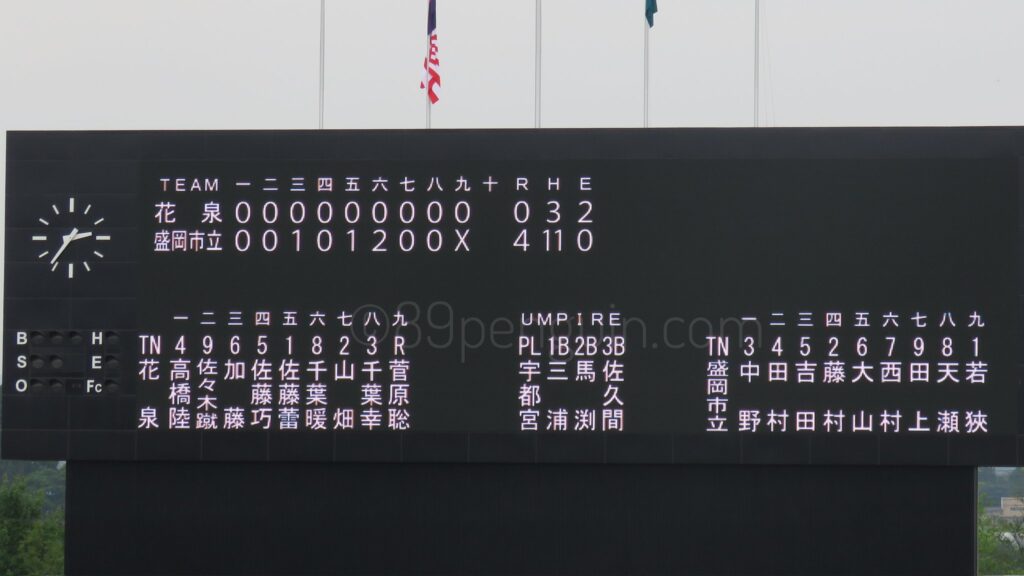 TEAM 一 二 三 四 五 六 七 八 九 十 R H E
花泉 0 0 0 0 0 0 0 0 0 0 3 2
盛岡市立 0 0 1 0 1 2 0 0 X 4 11 0
©89penguin.com
一 二 三 四 五 六 七 八 九
TN 4 9 6 5 1 8 2 3 R
花泉 高橋陸 佐々木蹴 加藤 佐藤巧 佐藤蕾 千葉暖 山畑 千葉幸 菅原聡
UMPIRE
PL 1B 2B 3B
宇都宮 三浦 馬渕 佐久間
一 二 三 四 五 六 七 八 九
TN 3 4 5 2 6 7 9 8 1
盛岡市立 中野 田村 吉田 藤村 大山 西村 田上 天瀬 若狹
B H
S E
O Fc